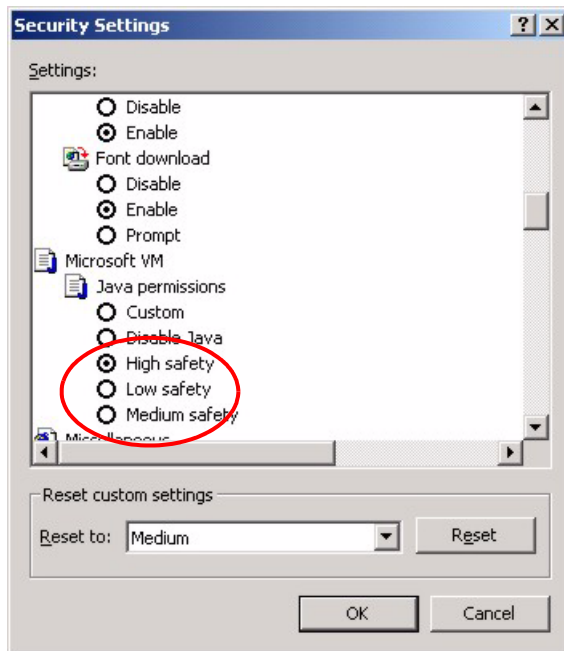 Security Settings
Settings:
Disable
Enable
Font download
Disable
Enable
Prompt
Microsoft VM
Java permissions
Custom
Disable Java
High safety
Low safety
Medium safety
Miscellaneous
Reset custom settings
Reset to: Medium Reset
OK Cancel